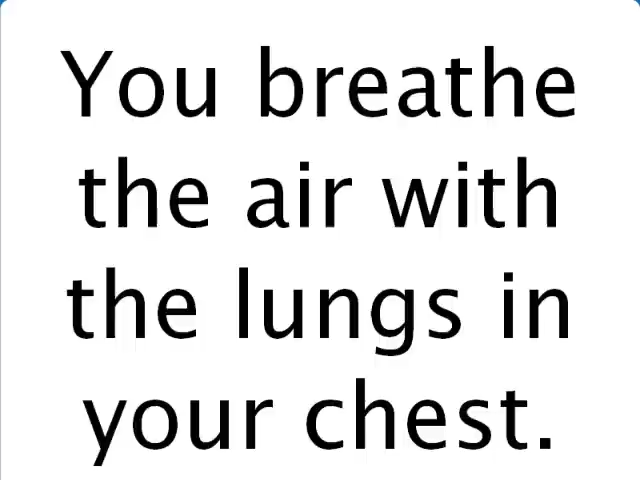 You breathe
the air with
the lungs in
your chest.